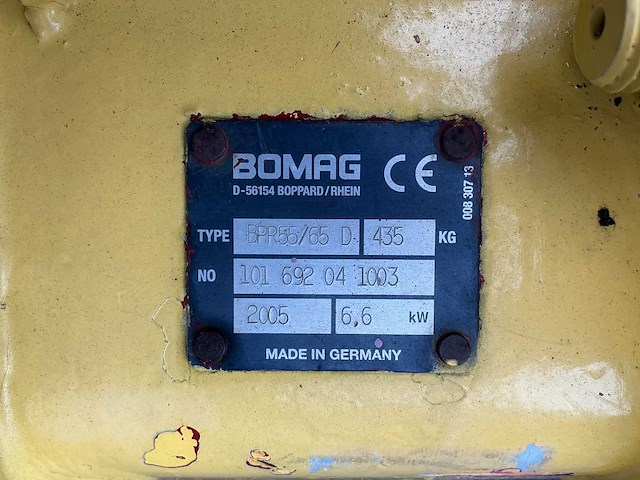 BOMAG CE
D-56154 BOPPARD/RHEIN
008 307 13
TYPE BPR55/65 D 435 KG
NO 101 692 04 1003
2005 6,6 kW
MADE IN GERMANY